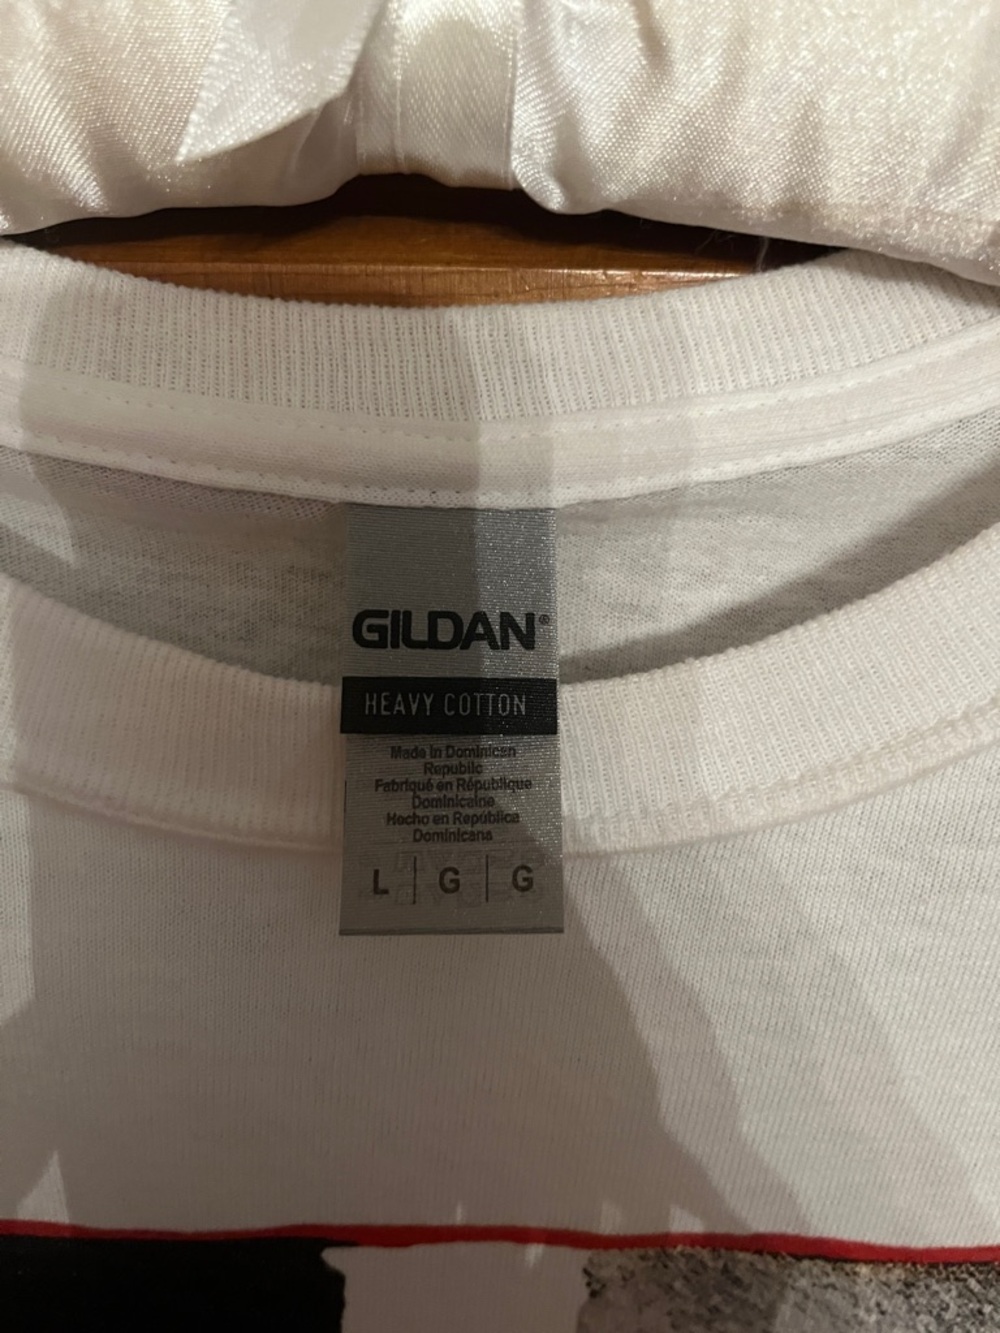 GILDAN®
HEAVY COTTON
Made in Dominican
Republic
Fabriqué en République
Dominicaine
Hecho en República
Dominicana
L | G | G